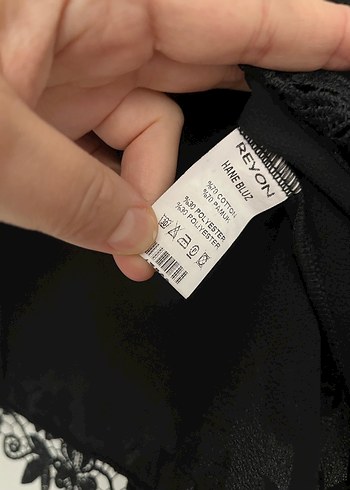 REYON
HANE BLUZ
%70 COTTON
%70 PAMUK
%30 POLYESTER
%30 POLYESTER